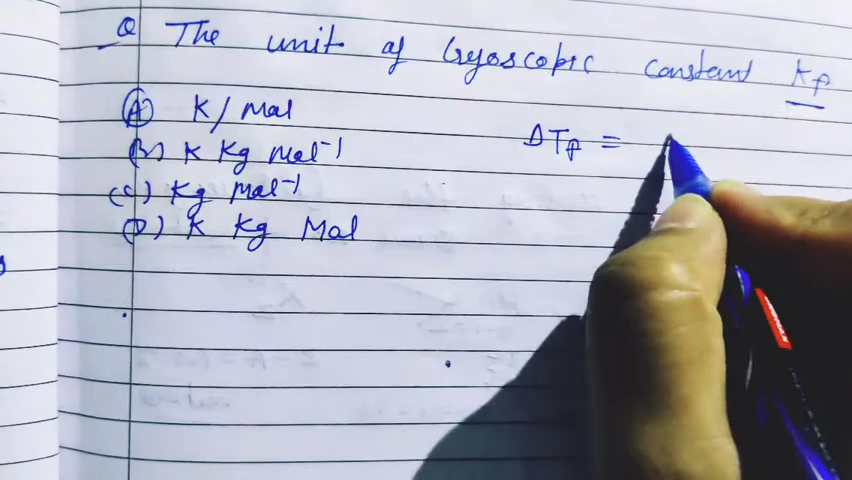 Q The unit of Cryoscopic constant Kf
(A) K/Mol
(B) K Kg mol-1
(C) Kg mol-1
(D) K Kg Mol
ΔTf =